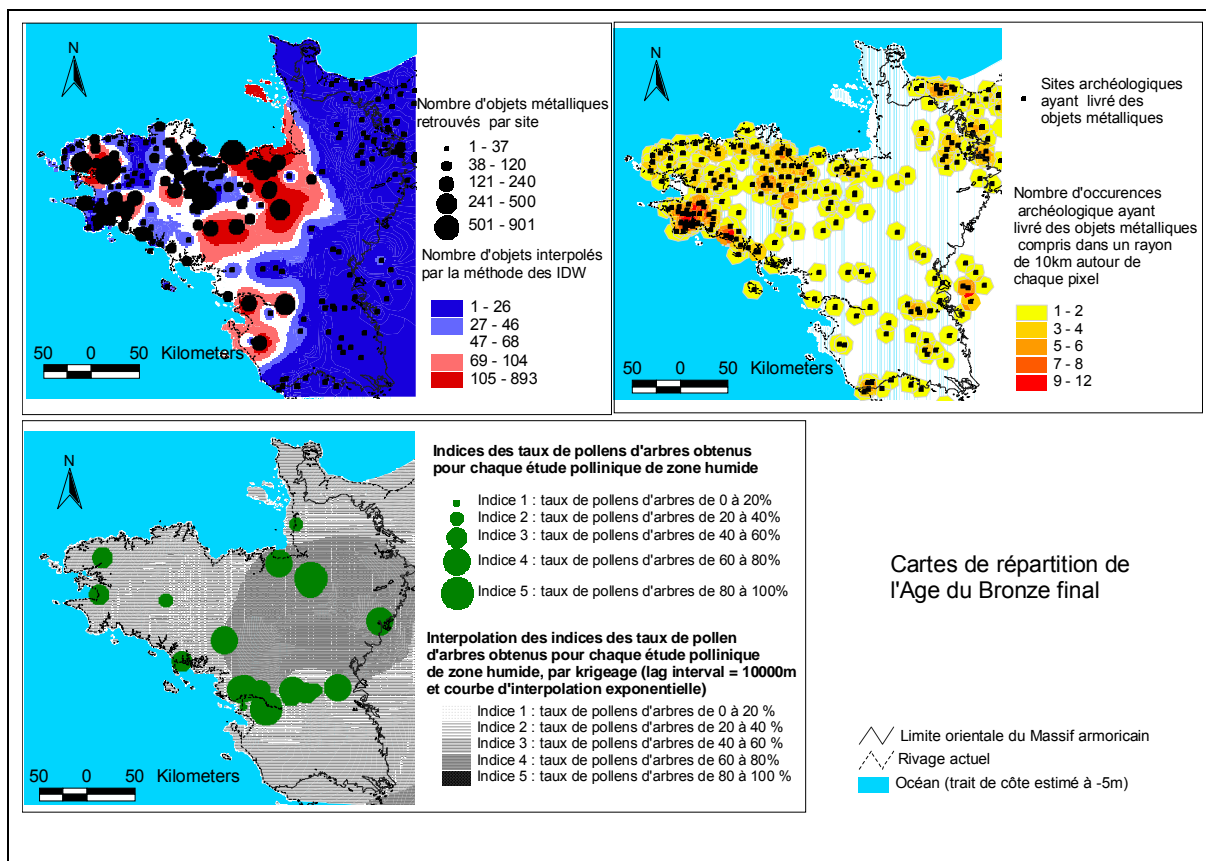 N
Nombre d'objets métalliques
retrouvés par site
1 - 37
38 - 120
121 - 240
241 - 500
501 - 901
Nombre d'objets interpolés
par la méthode des IDW
1 - 26
27 - 46
47 - 68
69 - 104
105 - 893
50 0 50 Kilometers
N
Sites archéologiques
ayant livré des
objets métalliques
Nombre d'occurences
archéologique ayant
livré des objets métalliques
compris dans un rayon
de 10km autour de
chaque pixel
1 - 2
3 - 4
5 - 6
7 - 8
9 - 12
50 0 50 Kilometers
N
Indices des taux de pollens d'arbres obtenus
pour chaque étude pollinique de zone humide
Indice 1 : taux de pollens d'arbres de 0 à 20%
Indice 2 : taux de pollens d'arbres de 20 à 40%
Indice 3 : taux de pollens d'arbres de 40 à 60%
Indice 4 : taux de pollens d'arbres de 60 à 80%
Indice 5 : taux de pollens d'arbres de 80 à 100%
Interpolation des indices des taux de pollen
d'arbres obtenus pour chaque étude pollinique
de zone humide, par krigeage (lag interval = 10000m
et courbe d'interpolation exponentielle)
Indice 1 : taux de pollens d'arbres de 0 à 20 %
Indice 2 : taux de pollens d'arbres de 20 à 40 %
Indice 3 : taux de pollens d'arbres de 40 à 60 %
Indice 4 : taux de pollens d'arbres de 60 à 80%
Indice 5 : taux de pollens d'arbres de 80 à 100 %
50 0 50 Kilometers
Cartes de répartition de
l'Age du Bronze final
Limite orientale du Massif armoricain
Rivage actuel
Océan (trait de côte estimé à -5m)